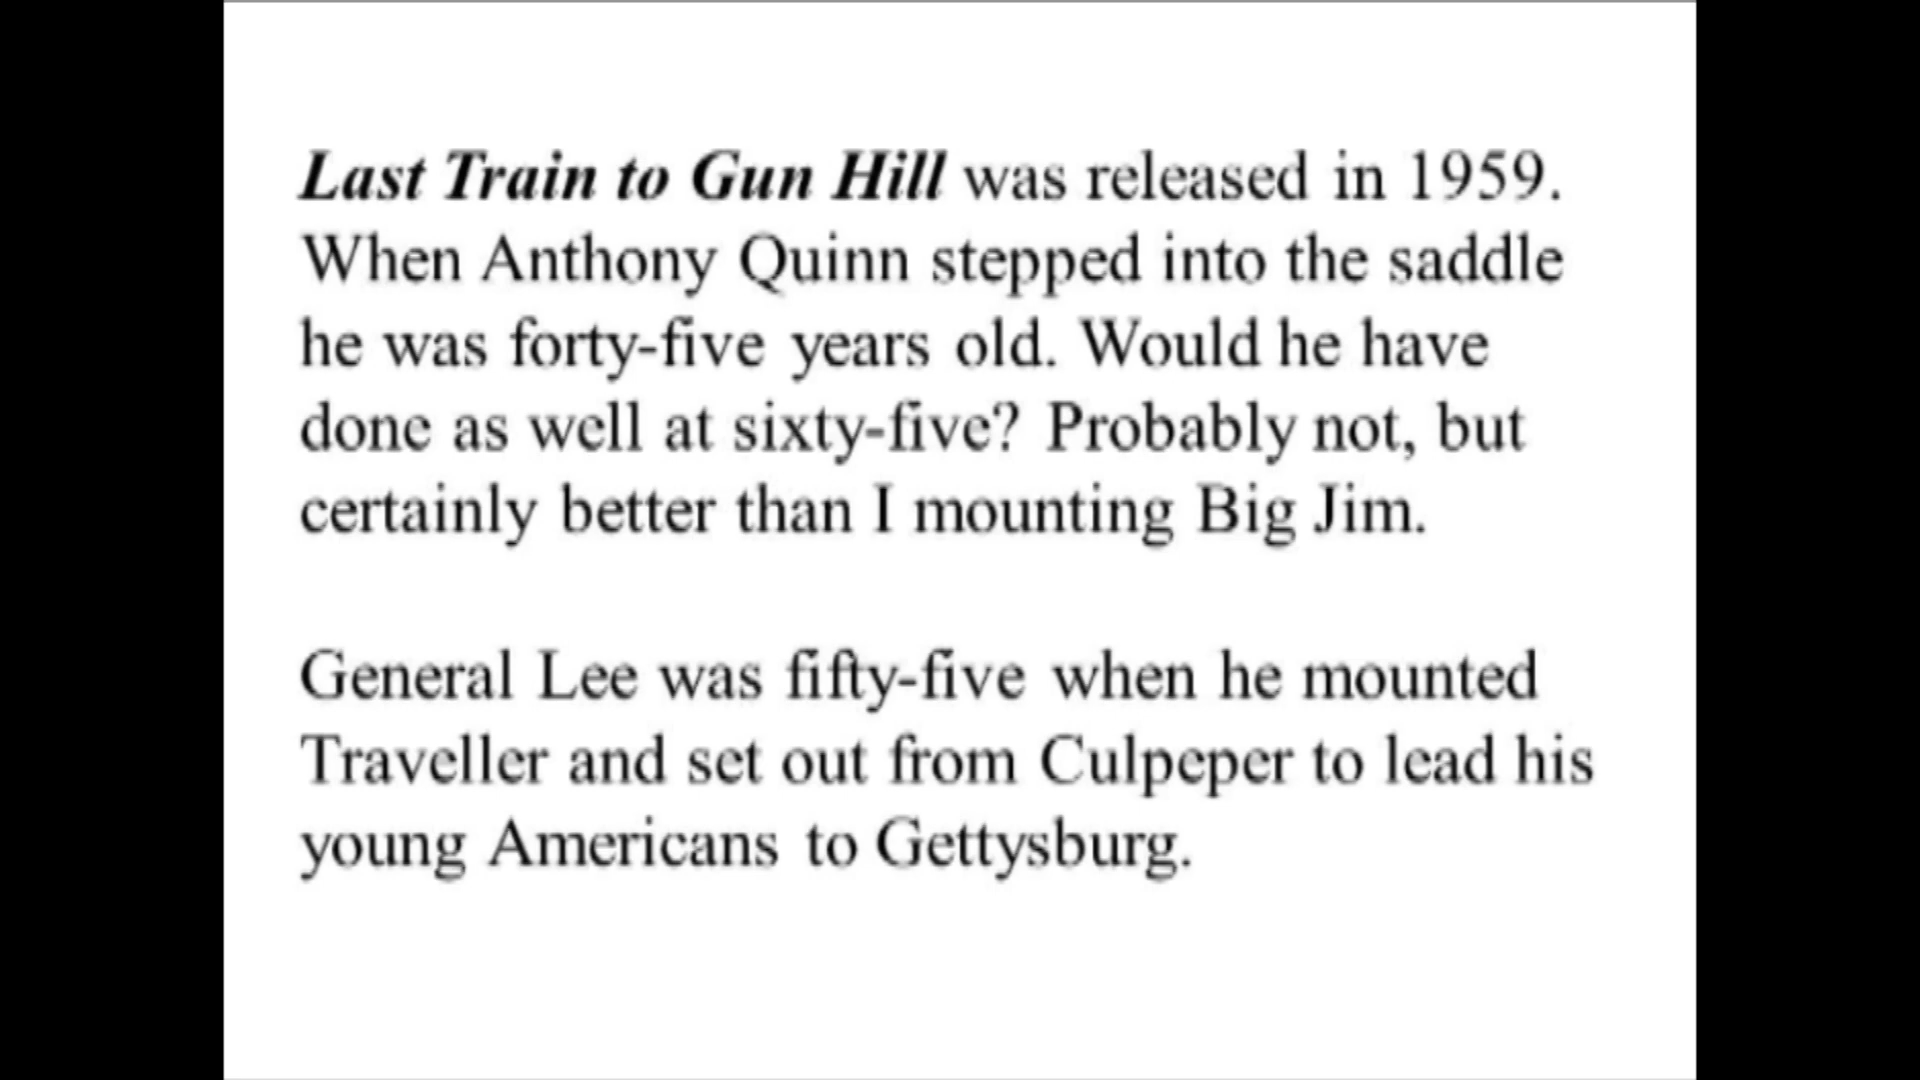 Last Train to Gun Hill was released in 1959.
When Anthony Quinn stepped into the saddle
he was forty-five years old. Would he have
done as well at sixty-five? Probably not, but
certainly better than I mounting Big Jim.
General Lee was fifty-five when he mounted
Traveller and set out from Culpeper to lead his
young Americans to Gettysburg.